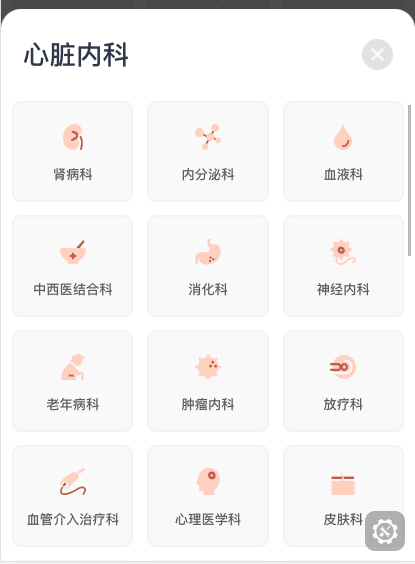 心脏内科
肾病科
内分泌科
血液科
中西医结合科
消化科
神经内科
老年病科
肿瘤内科
放疗科
血管介入治疗科
心理医学科
皮肤科